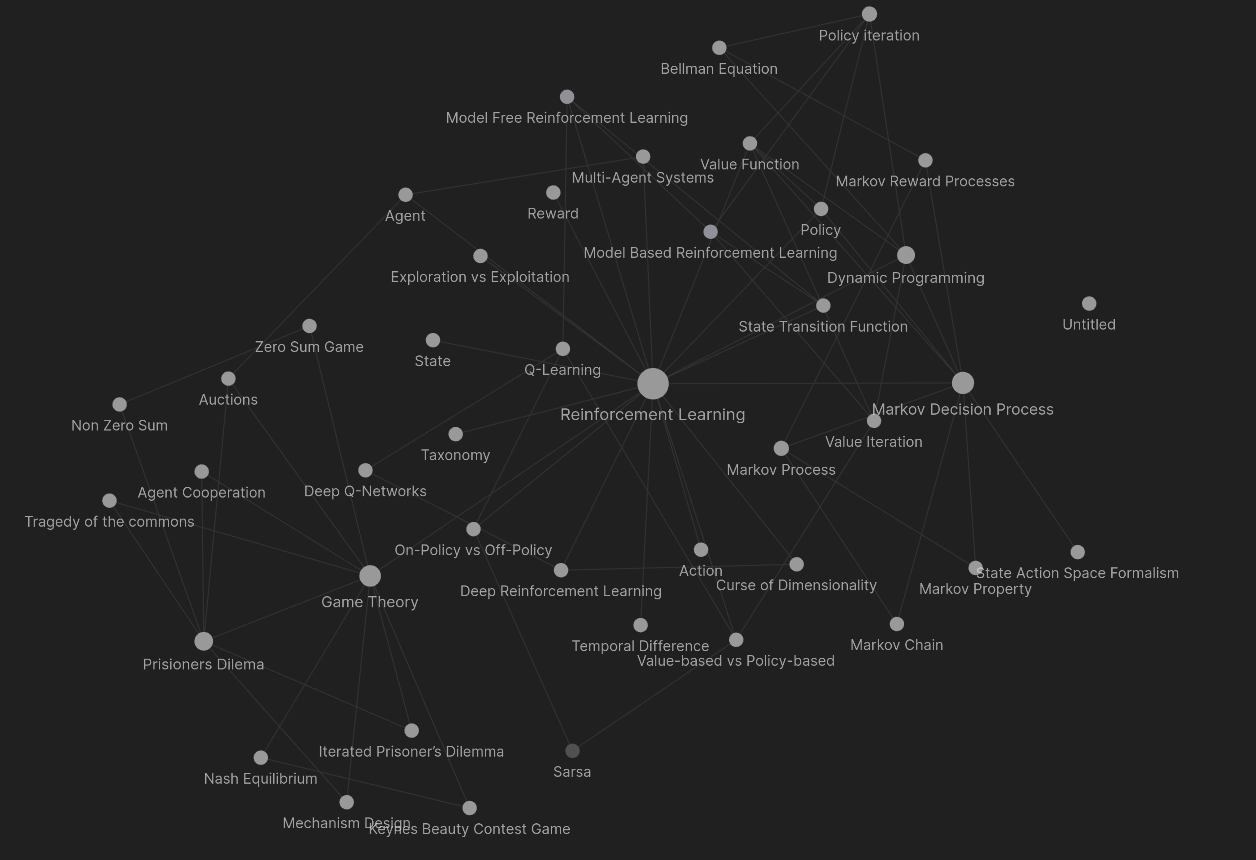 Policy iteration
Bellman Equation
Model Free Reinforcement Learning
Value Function
Multi-Agent Systems
Markov Reward Processes
Agent
Reward
Policy
Model Based Reinforcement Learning
Exploration vs Exploitation
Dynamic Programming
Untitled
State Transition Function
Zero Sum Game
State
Q-Learning
Auctions
Reinforcement Learning
Markov Decision Process
Non Zero Sum
Value Iteration
Taxonomy
Markov Process
Agent Cooperation
Deep Q-Networks
Tragedy of the commons
On-Policy vs Off-Policy
Action
State Action Space Formalism
Curse of Dimensionality
Markov Property
Deep Reinforcement Learning
Game Theory
Temporal Difference
Markov Chain
Value-based vs Policy-based
Prisioners Dilema
Iterated Prisoner’s Dilemma
Sarsa
Nash Equilibrium
Mechanism Design
Keynes Beauty Contest Game